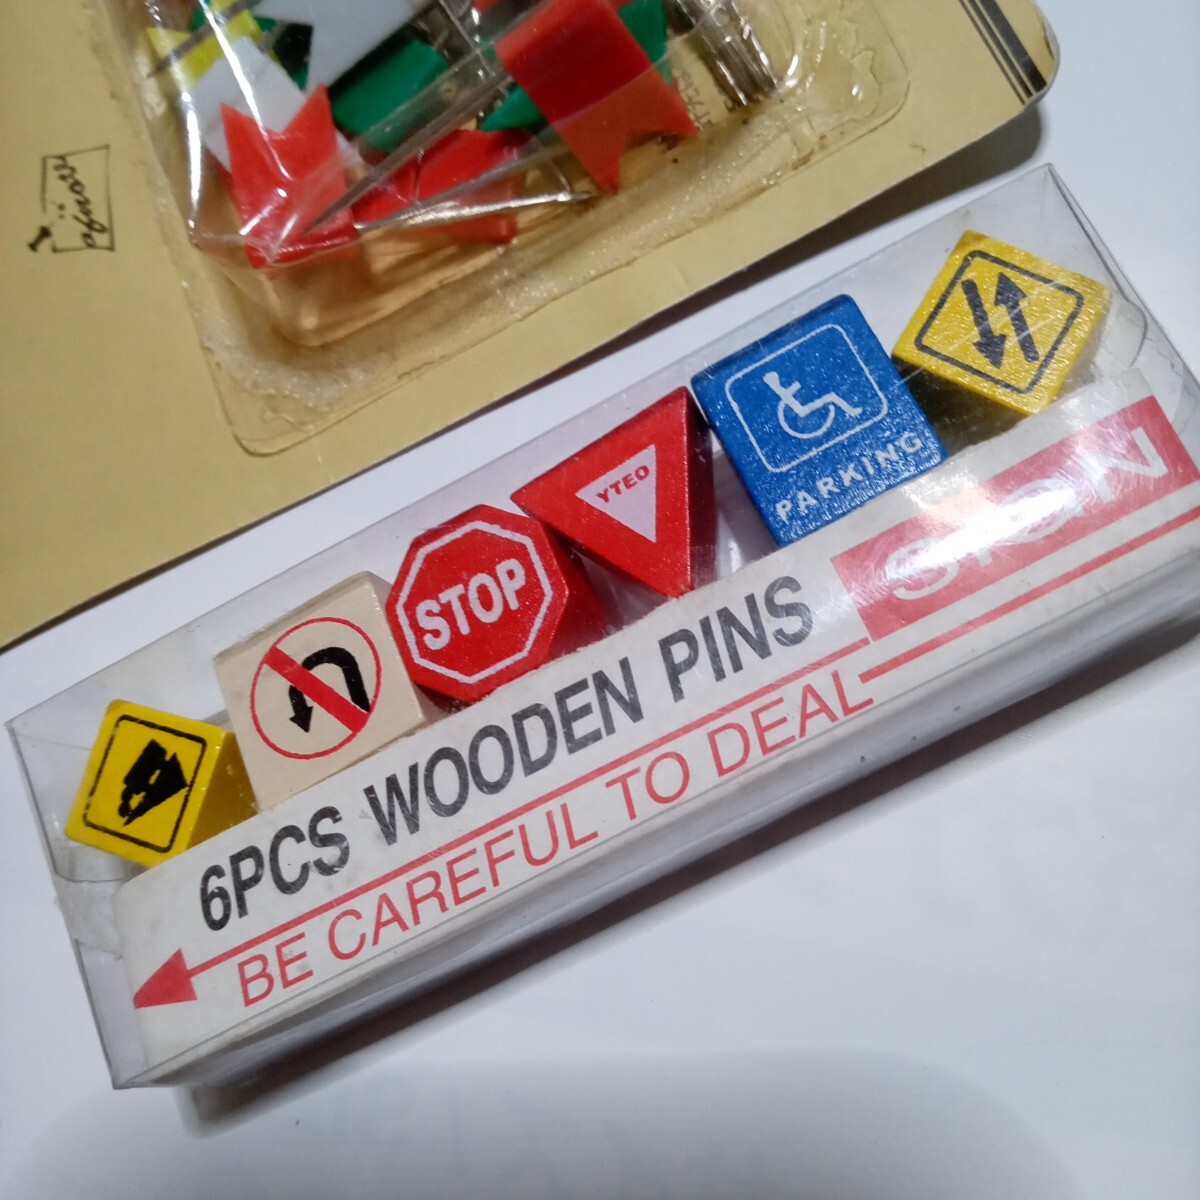 STOP
YTEO
PARKING
SIGN
6PCS WOODEN PINS
BE CAREFUL TO DEAL